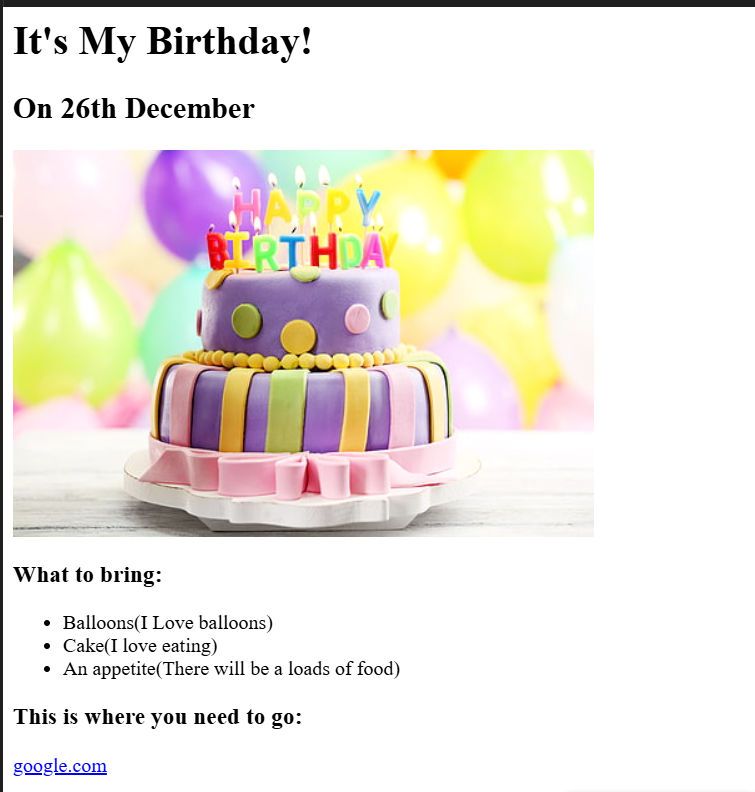 It's My Birthday!
On 26th December
HAPPY
BIRTHDAY
What to bring:
Balloons(I Love balloons)
Cake(I love eating)
An appetite(There will be a loads of food)
This is where you need to go:
google.com